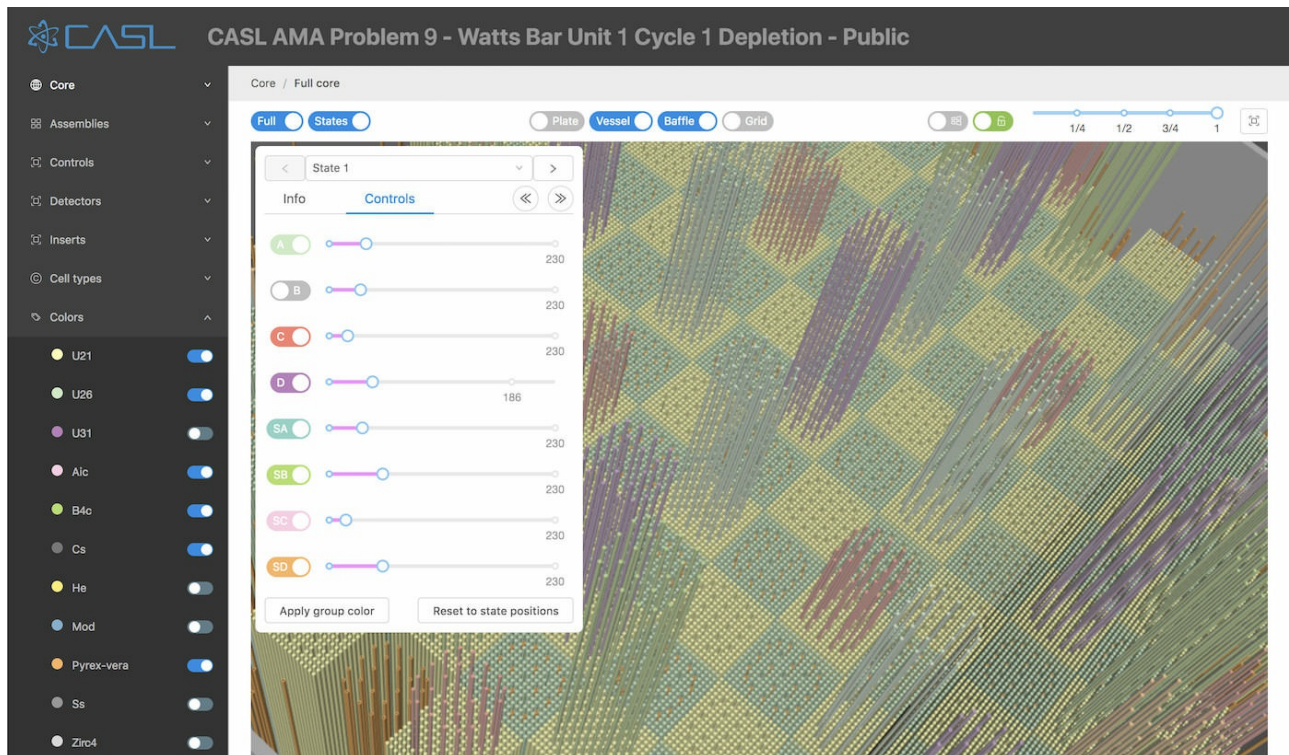 CASL CASL AMA Problem 9 - Watts Bar Unit 1 Cycle 1 Depletion - Public
Core
Assemblies
Controls
Detectors
Inserts
Cell types
Colors
U21
U26
U31
Aic
B4c
Cs
He
Mod
Pyrex-vera
Ss
Zirc4
Core / Full core
Full States Plate Vessel Baffle Grid
1/4 1/2 3/4 1
State 1
Info Controls
A
230
B
230
C
230
D
186
SA
230
SB
230
SC
230
SD
230
Apply group color Reset to state positions